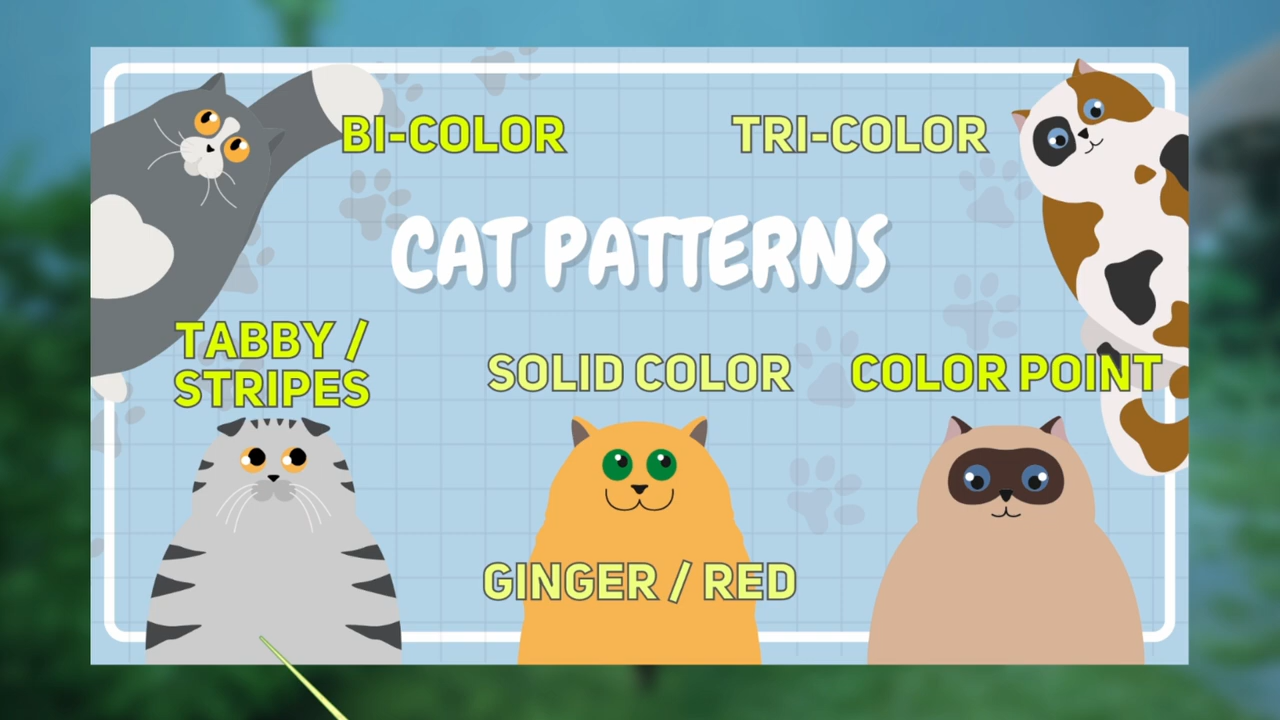 BI-COLOR
TRI-COLOR
CAT PATTERNS
TABBY /
STRIPES
SOLID COLOR
COLOR POINT
GINGER / RED